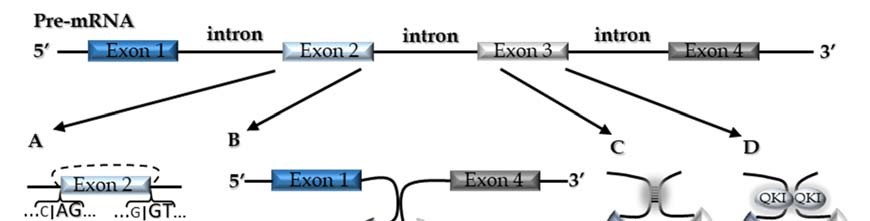 Pre-mRNA
intron intron intron
5′ Exon 1 Exon 2 Exon 3 Exon 4 3′
A B C D
Exon 2 5′ Exon 1 Exon 4 3′
QKI QKI
...C|AG... ...G|GT...